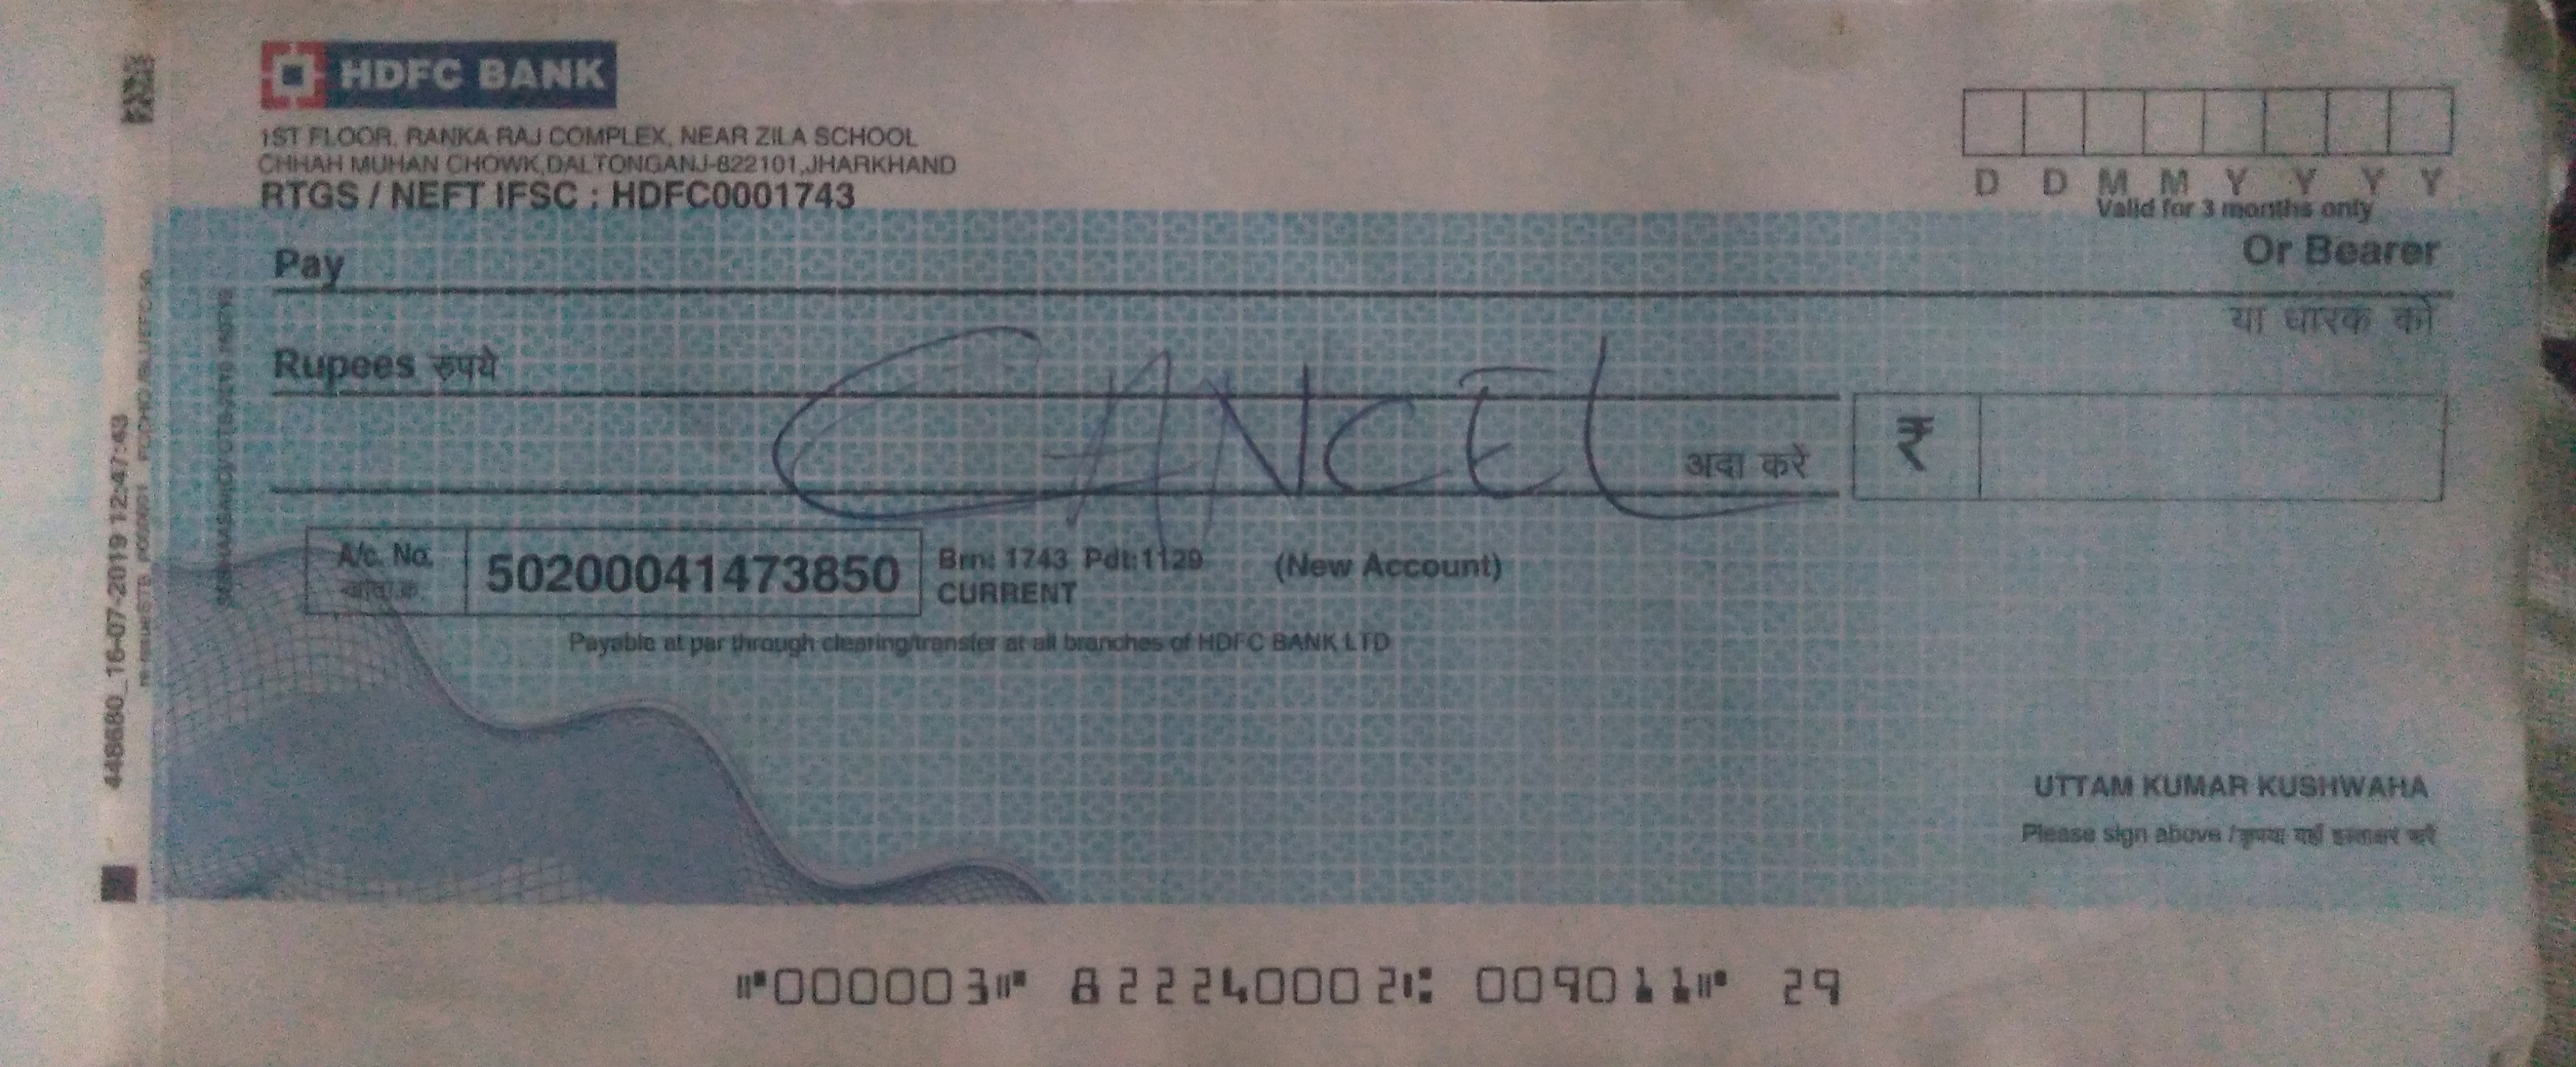 HDFC BANK
1ST FLOOR, RANKA RAJ COMPLEX, NEAR ZILA SCHOOL
CHHAH MUHAN CHOWK,DALTONGANJ-822101,JHARKHAND
RTGS / NEFT IFSC : HDFC0001743
D D M M Y Y Y Y
Valid for 3 months only
Pay
Or Bearer
या धारक को
Rupees रुपये
CANCEL
अदा करें
₹
A/c. No.
50200041473850
Brn: 1743 Pdt:1129
CURRENT
(New Account)
Payable at par through clearing/transfer at all branches of HDFC BANK LTD
UTTAM KUMAR KUSHWAHA
Please sign above / कृपया यहाँ हस्ताक्षर करें
⑈000003⑈ 822240002⑆ 009011⑈ 29
448680_16-07-2019 12:47:43